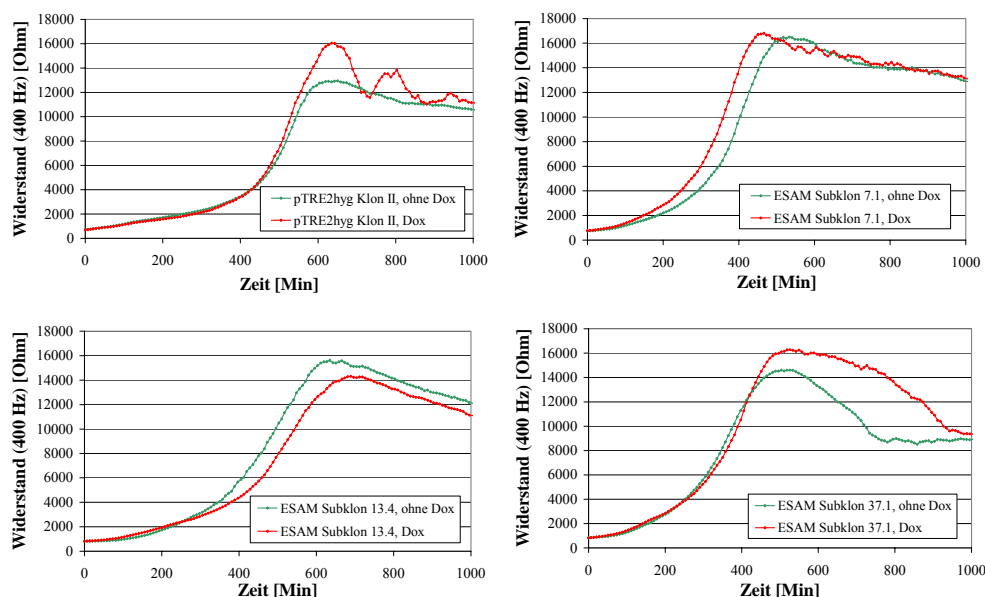 Widerstand (400 Hz) [Ohm]
18000
16000
14000
12000
10000
8000
6000
4000
2000
0
0 200 400 600 800 1000
Zeit [Min]
pTRE2hyg Klon II, ohne Dox
pTRE2hyg Klon II, Dox
Widerstand (400 Hz) [Ohm]
18000
16000
14000
12000
10000
8000
6000
4000
2000
0
0 200 400 600 800 1000
Zeit [Min]
ESAM Subklon 7.1, ohne Dox
ESAM Subklon 7.1, Dox
Widerstand (400 Hz) [Ohm]
18000
16000
14000
12000
10000
8000
6000
4000
2000
0
0 200 400 600 800 1000
Zeit [Min]
ESAM Subklon 13.4, ohne Dox
ESAM Subklon 13.4, Dox
Widerstand (400 Hz) [Ohm]
18000
16000
14000
12000
10000
8000
6000
4000
2000
0
0 200 400 600 800 1000
Zeit [Min]
ESAM Subklon 37.1, ohne Dox
ESAM Subklon 37.1, Dox